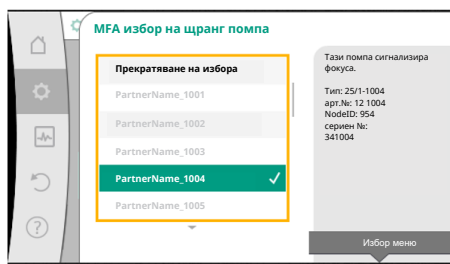 MFA избор на щранг помпа
Прекратяване на избора
PartnerName_1001
PartnerName_1002
PartnerName_1003
PartnerName_1004
PartnerName_1005
Тази помпа сигнализира
фокуса.
Тип: 25/1-1004
арт.№: 12 1004
NodeID: 954
сериен №:
341004
Избор меню